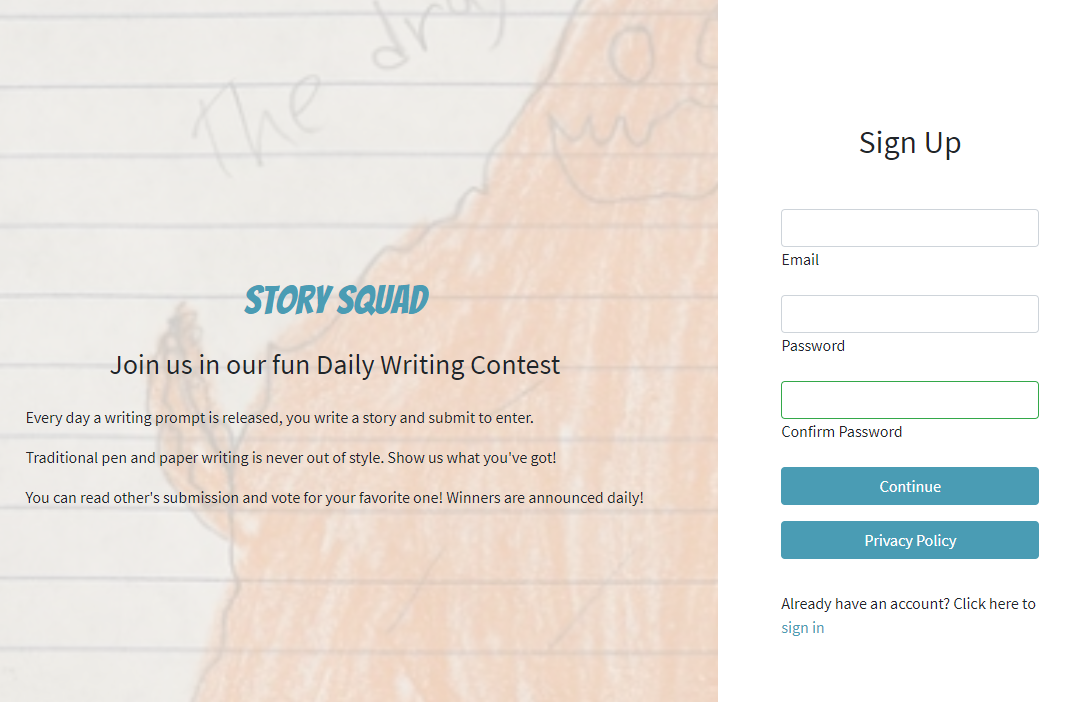 The
STORY SQUAD
Join us in our fun Daily Writing Contest
Every day a writing prompt is released, you write a story and submit to enter.
Traditional pen and paper writing is never out of style. Show us what you've got!
You can read other's submission and vote for your favorite one! Winners are announced daily!
Sign Up
Email
Password
Confirm Password
Continue
Privacy Policy
Already have an account? Click here to
sign in